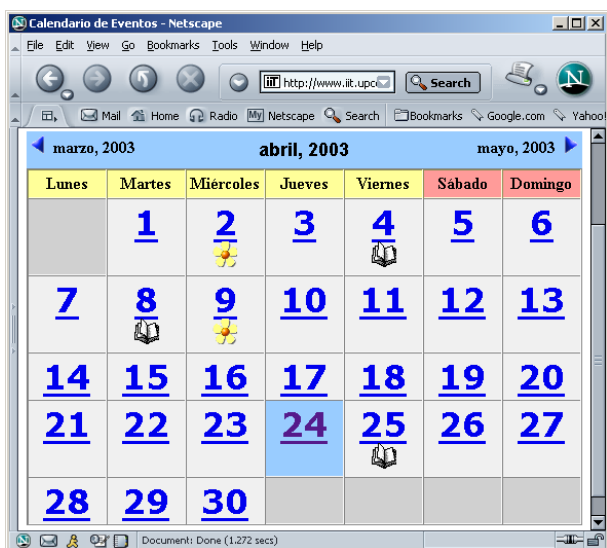 Calendario de Eventos - Netscape
File Edit View Go Bookmarks Tools Window Help
http://www.iit.upco Search N
Mail Home Radio My Netscape Search Bookmarks Google.com Yahoo!
marzo, 2003 abril, 2003 mayo, 2003
Lunes Martes Miércoles Jueves Viernes Sábado Domingo
1 2 3 4 5 6
7 8 9 10 11 12 13
14 15 16 17 18 19 20
21 22 23 24 25 26 27
28 29 30
Document: Done (1.272 secs)